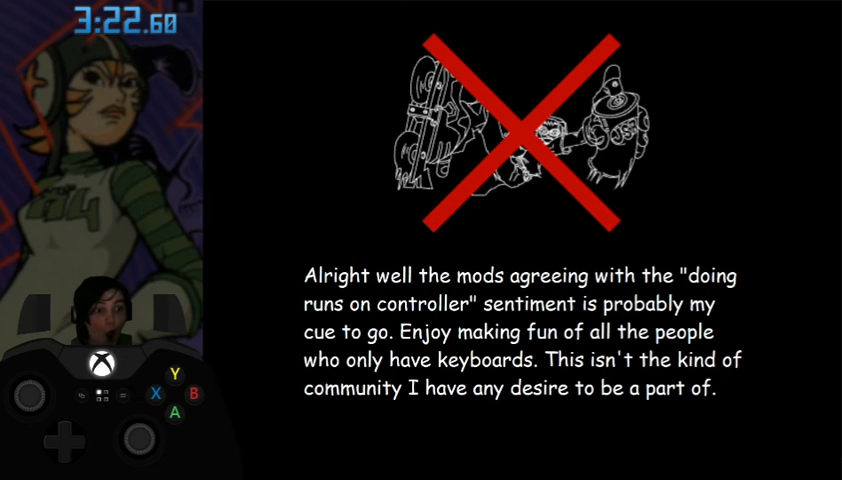 3:22.60
Alright well the mods agreeing with the "doing
runs on controller" sentiment is probably my
cue to go. Enjoy making fun of all the people
who only have keyboards. This isn't the kind of
community I have any desire to be a part of.
Y
X B
A